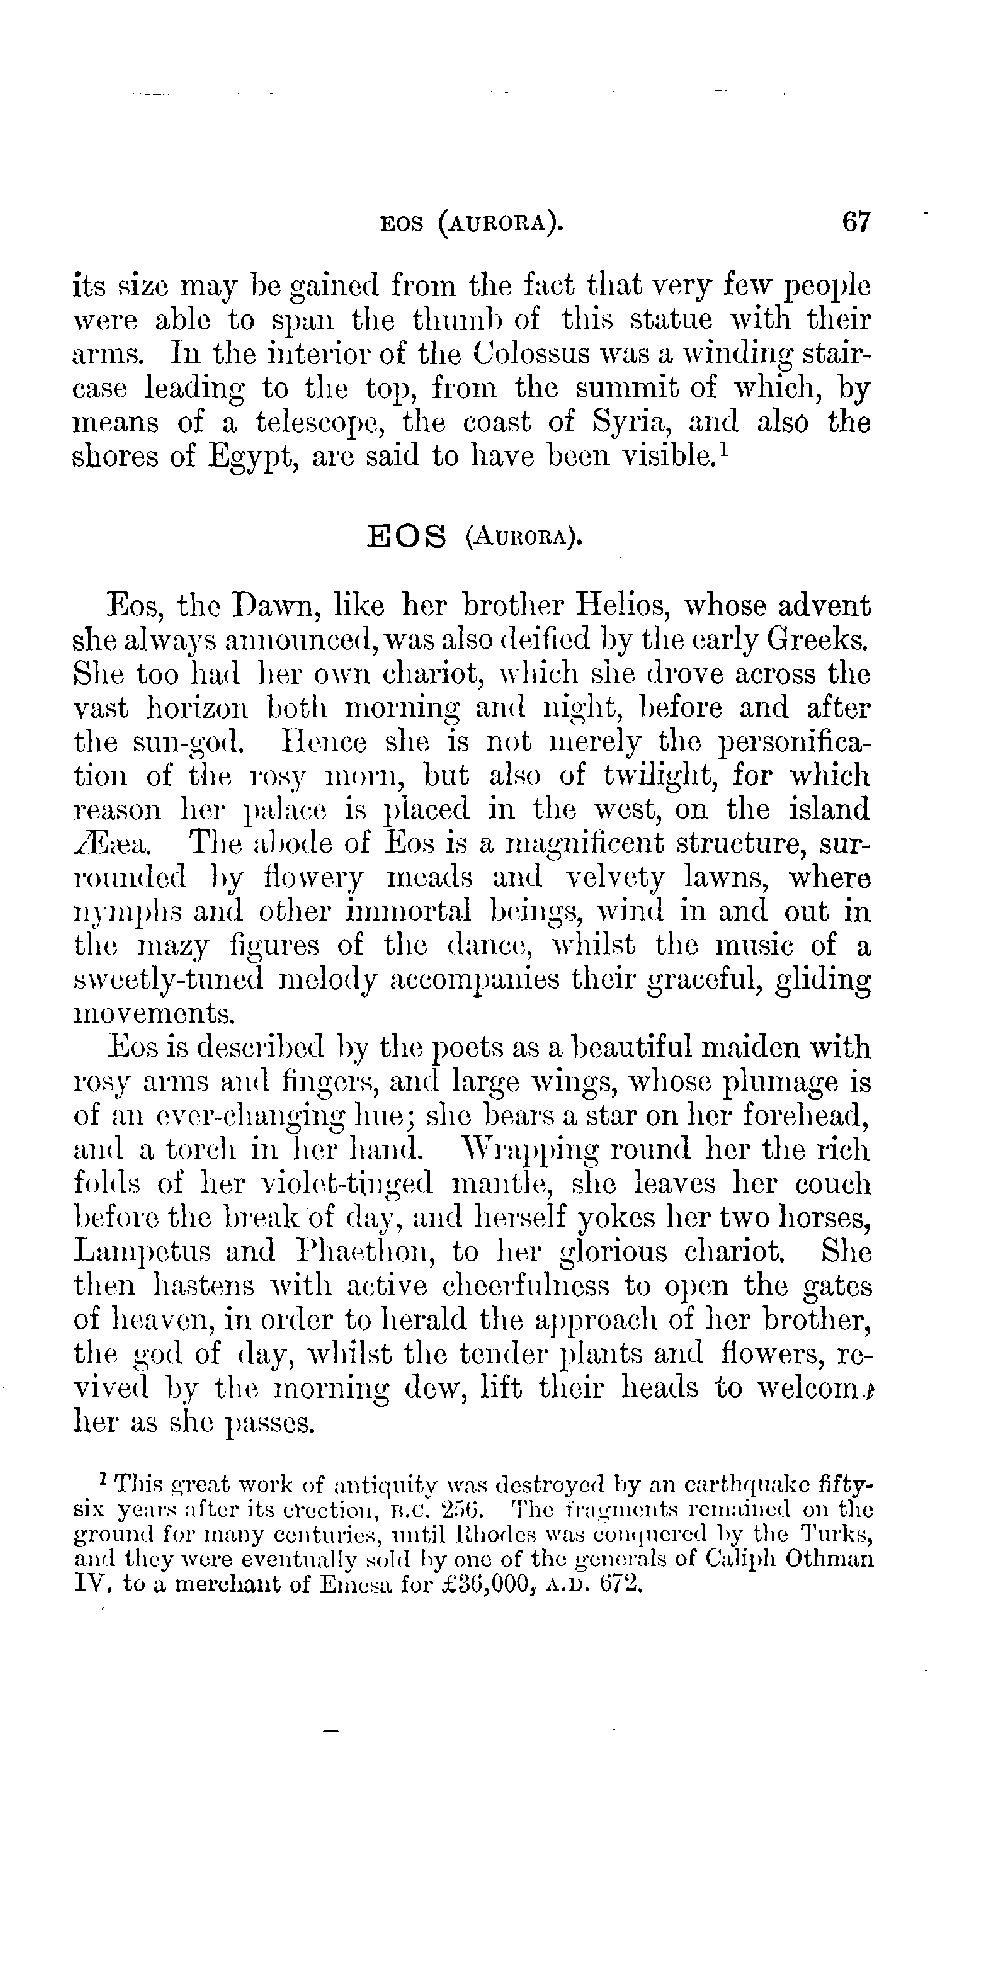 EOS (AURORA). 67
its size may be gained from the fact that very few people
were able to span the thumb of this statue with their
arms. In the interior of the Colossus was a winding stair-
case leading to the top, from the summit of which, by
means of a telescope, the coast of Syria, and also the
shores of Egypt, are said to have been visible.¹
EOS (AURORA).
Eos, the Dawn, like her brother Helios, whose advent
she always announced, was also deified by the early Greeks.
She too had her own chariot, which she drove across the
vast horizon both morning and night, before and after
the sun-god. Hence she is not merely the personifica-
tion of the rosy morn, but also of twilight, for which
reason her palace is placed in the west, on the island
Ææa. The abode of Eos is a magnificent structure, sur-
rounded by flowery meads and velvety lawns, where
nymphs and other immortal beings, wind in and out in
the mazy figures of the dance, whilst the music of a
sweetly-tuned melody accompanies their graceful, gliding
movements.
Eos is described by the poets as a beautiful maiden with
rosy arms and fingers, and large wings, whose plumage is
of an ever-changing hue; she bears a star on her forehead,
and a torch in her hand. Wrapping round her the rich
folds of her violet-tinged mantle, she leaves her couch
before the break of day, and herself yokes her two horses,
Lampetus and Phaethon, to her glorious chariot. She
then hastens with active cheerfulness to open the gates
of heaven, in order to herald the approach of her brother,
the god of day, whilst the tender plants and flowers, re-
vived by the morning dew, lift their heads to welcome
her as she passes.
¹ This great work of antiquity was destroyed by an earthquake fifty-
six years after its erection, B.C. 256. The fragments remained on the
ground for many centuries, until Rhodes was conquered by the Turks,
and they were eventually sold by one of the generals of Caliph Othman
IV. to a merchant of Emesa for £36,000, A.D. 672.